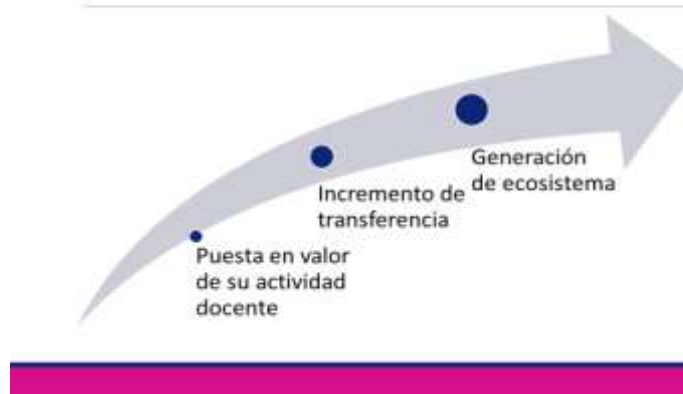 Generación
de ecosistema
Incremento de
transferencia
Puesta en valor
de su actividad
docente